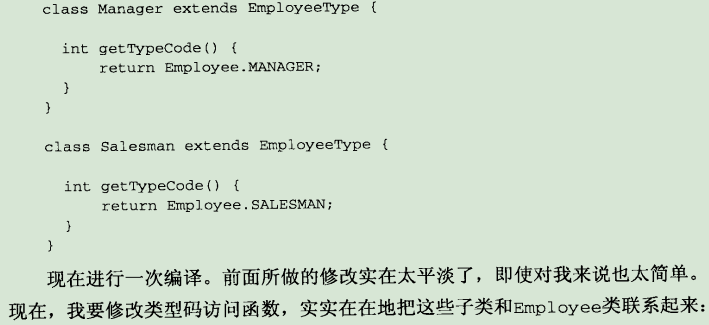 class Manager extends EmployeeType {
int getTypeCode() {
return Employee.MANAGER;
}
}
class Salesman extends EmployeeType {
int getTypeCode() {
return Employee.SALESMAN;
}
}
现在进行一次编译。前面所做的修改实在太平淡了，即使对我来说也太简单。
现在，我要修改类型码访问函数，实实在在地把这些子类和Employee类联系起来：